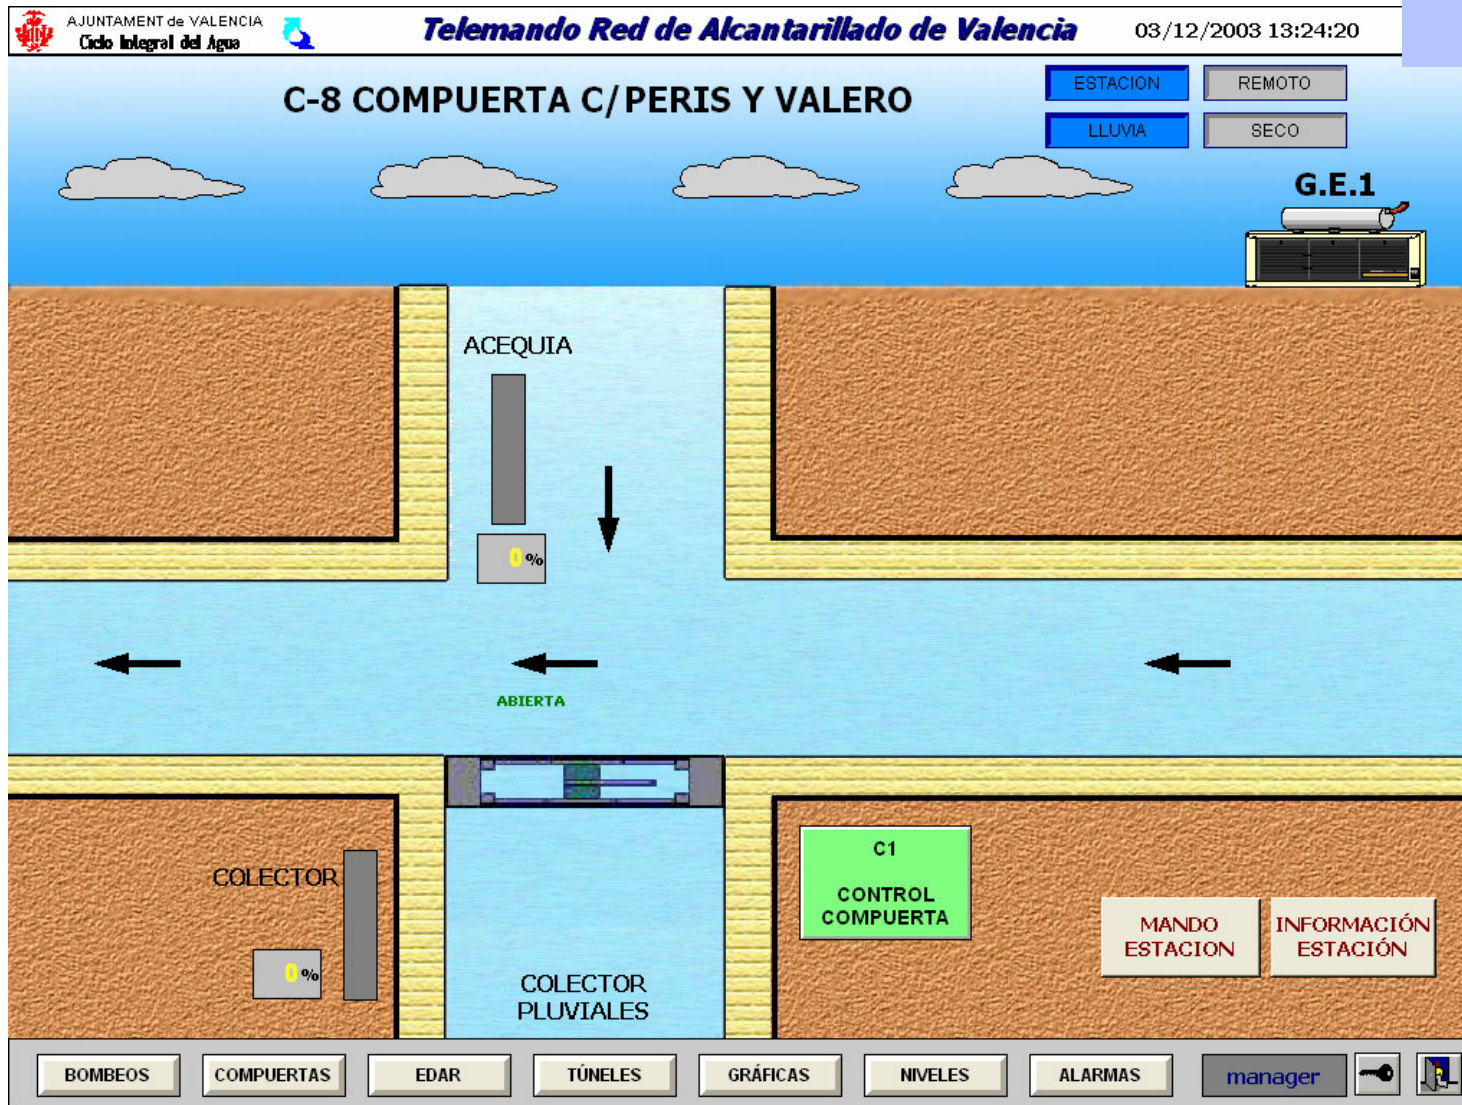 AJUNTAMENT de VALENCIA
Ciclo Integral del Agua
Telemando Red de Alcantarillado de Valencia
03/12/2003 13:24:20
C-8 COMPUERTA C/PERIS Y VALERO
ESTACION
REMOTO
LLUVIA
SECO
G.E.1
ACEQUIA
0 %
ABIERTA
COLECTOR
0 %
COLECTOR
PLUVIALES
C1
CONTROL
COMPUERTA
MANDO
ESTACION
INFORMACIÓN
ESTACIÓN
BOMBEOS
COMPUERTAS
EDAR
TÚNELES
GRÁFICAS
NIVELES
ALARMAS
manager